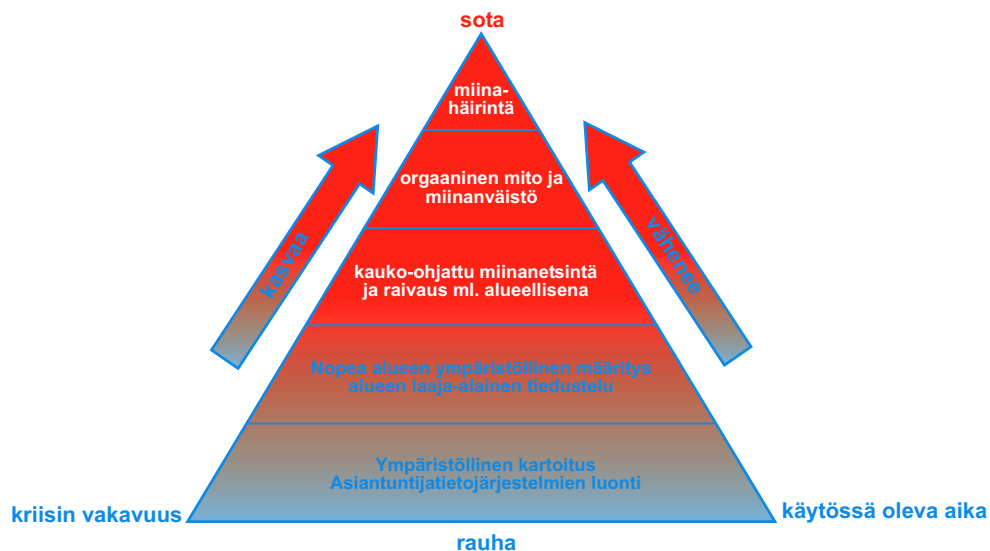 sota
miina-
häirintä
orgaaninen mito ja
miinanväistö
kasvaa
vähenee
kauko-ohjattu miinanetsintä
ja raivaus ml. alueellisena
Nopea alueen ympäristöllinen määritys
alueen laaja-alainen tiedustelu
Ympäristöllinen kartoitus
Asiantuntijatietojärjestelmien luonti
kriisin vakavuus
käytössä oleva aika
rauha